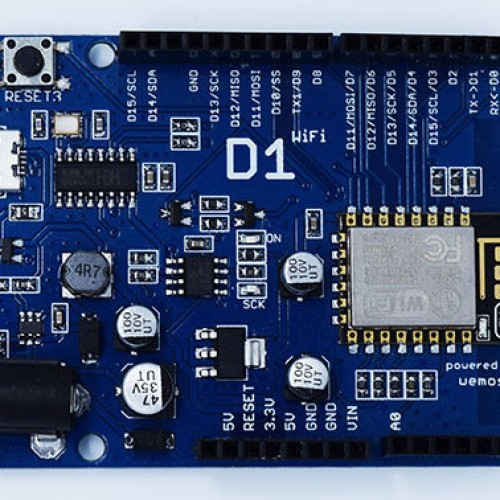 RESET3
D15/SCL
D14/SDA
GND
D13/SCK
D12/MISO
D11/MOSI
D10/SS
TX1/D9
D8
D11/MOSI/D7
D12/MISO/D6
D13/SCK/D5
D14/SDA/D4
D15/SCL/D3
D2
TX->D1
D1
WiFi
ON
SCK
4R7
100
10V
UT
100
10V
UT
100
10V
UT
47
35V
UT
FC
WiFi
powered
wemos
5V
RESET
3.3V
5V
GND
GND
VIN
A0